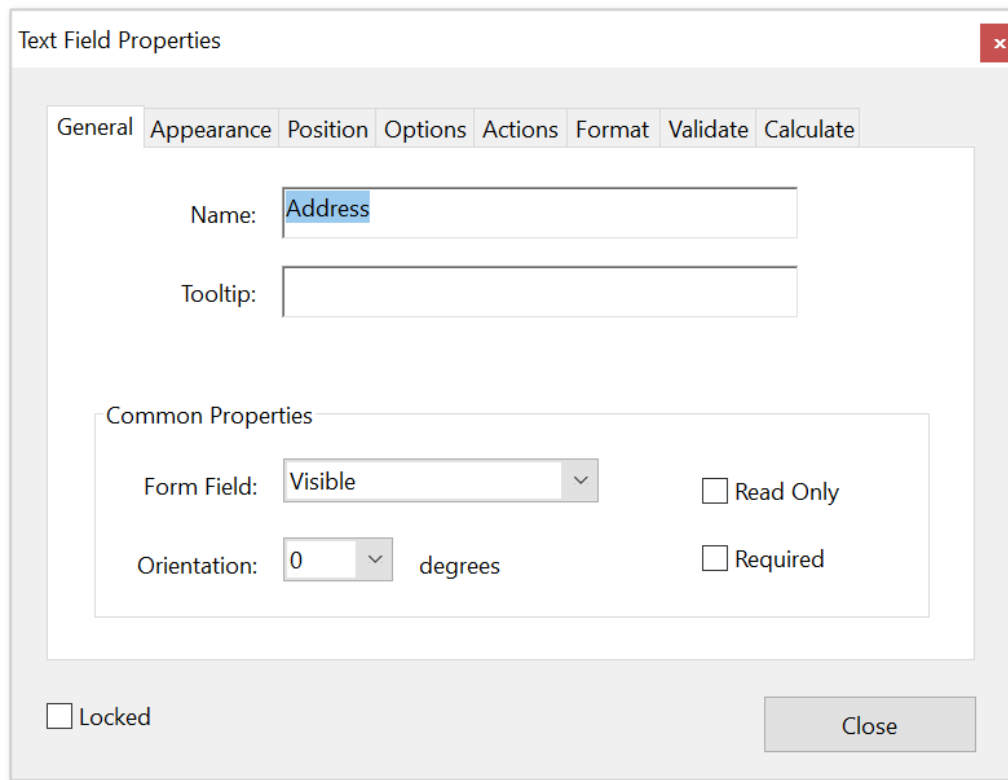 Text Field Properties
x
General Appearance Position Options Actions Format Validate Calculate
Name: Address
Tooltip:
Common Properties
Form Field: Visible
Read Only
Orientation: 0 degrees
Required
Locked
Close